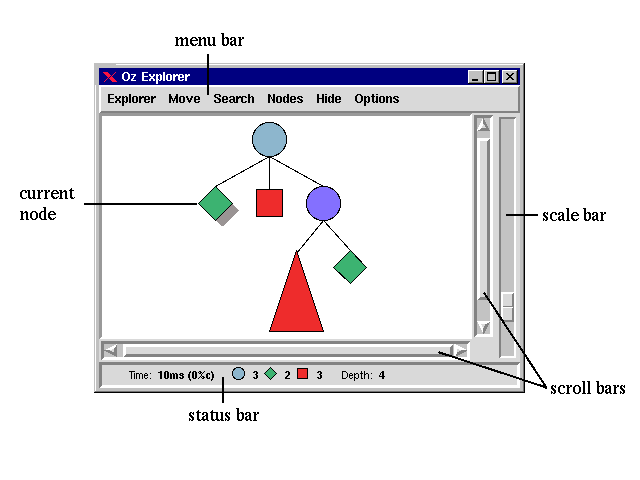 menu bar
Oz Explorer
Explorer Move Search Nodes Hide Options
current
node
scale bar
Time: 10ms (0%c) 3 2 3 Depth: 4
scroll bars
status bar